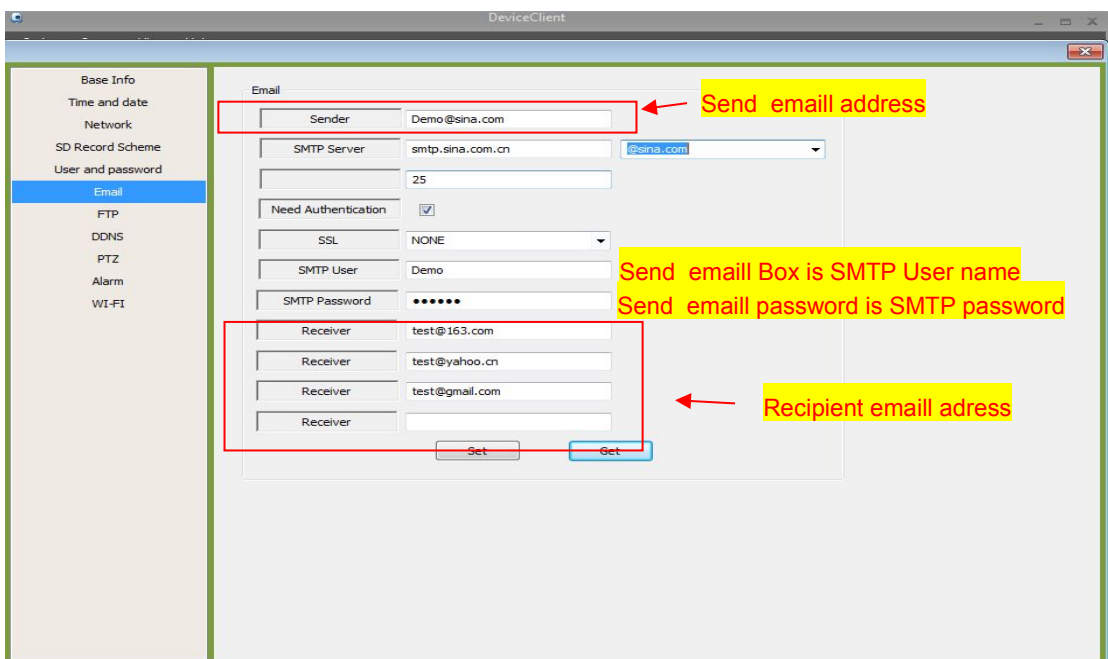 DeviceClient
Base Info
Time and date
Network
SD Record Scheme
User and password
Email
FTP
DDNS
PTZ
Alarm
WI-FI
Email
Send emaill address
Sender Demo@sina.com
SMTP Server smtp.sina.com.cn @sina.com
25
Need Authentication
SSL NONE
SMTP User Demo
Send emaill Box is SMTP User name
SMTP Password ●●●●●●
Send emaill password is SMTP password
Receiver test@163.com
Receiver test@yahoo.cn
Receiver test@gmail.com
Recipient emaill adress
Receiver
Set Get